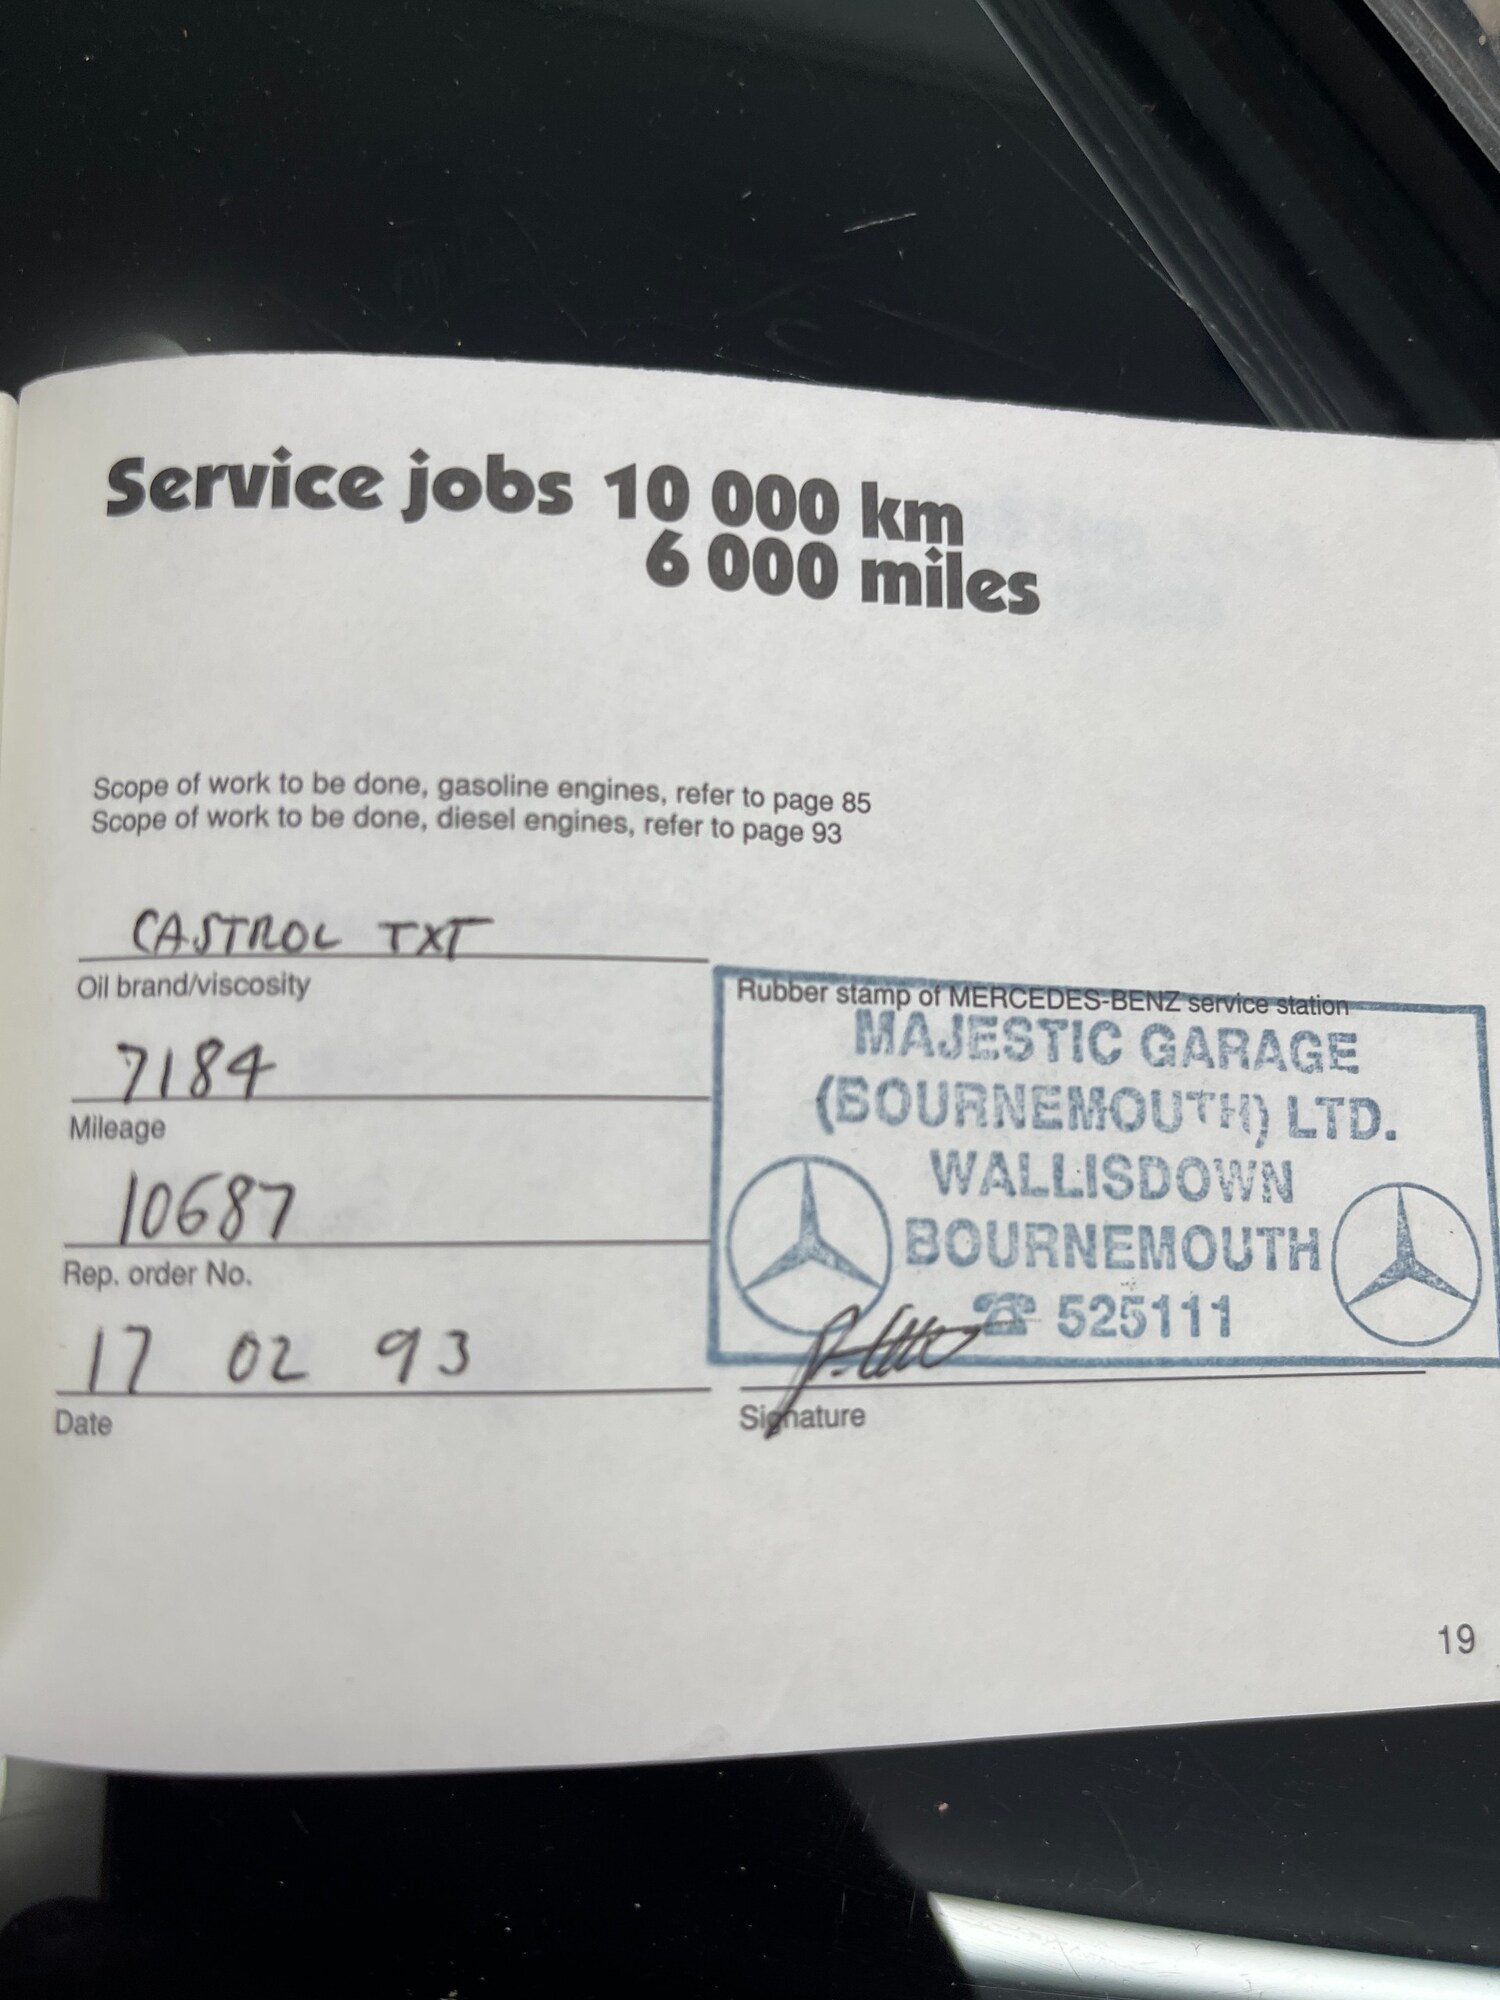 Service jobs 10 000 km
6 000 miles
Scope of work to be done, gasoline engines, refer to page 85
Scope of work to be done, diesel engines, refer to page 93
CASTROL TXT
Oil brand/viscosity
7184
Mileage
10687
Rep. order No.
17 02 93
Date
Rubber stamp of MERCEDES-BENZ service station
MAJESTIC GARAGE
(BOURNEMOUTH) LTD.
WALLISDOWN
BOURNEMOUTH
☎ 525111
Signature
19